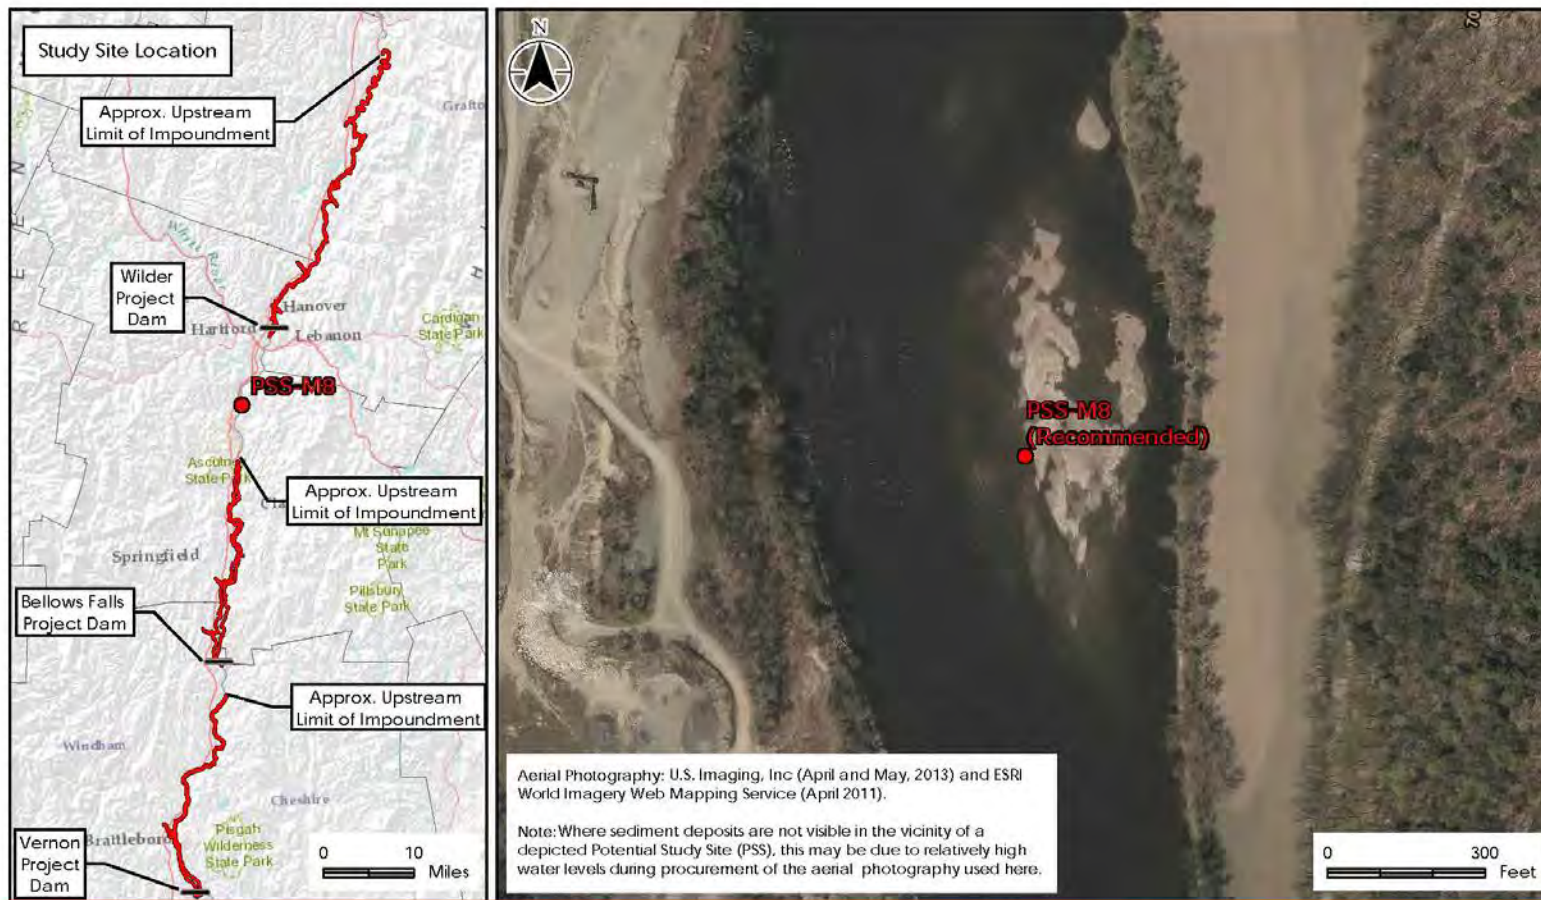 Study Site Location
Approx. Upstream
Limit of Impoundment
Grafto
E N
White River
Wilder
Project
Dam
Hanover
Hartford
Lebanon
Cardigan
State Park
H
R E
PSS-M8
Ascutney
State Park
Approx. Upstream
Limit of Impoundment
Cla
Mt Sunapee
State
Park
Springfield
Pillsbury
State Park
Bellows Falls
Project Dam
Approx. Upstream
Limit of Impoundment
Windham
Cheshire
Brattleboro
Pisgah
Wilderness
State Park
Vernon
Project
Dam
0 10
Miles
N
70
PSS-M8
(Recommended)
Aerial Photography: U.S. Imaging, Inc (April and May, 2013) and ESRI
World Imagery Web Mapping Service (April 2011).
Note: Where sediment deposits are not visible in the vicinity of a
depicted Potential Study Site (PSS), this may be due to relatively high
water levels during procurement of the aerial photography used here.
0 300
Feet